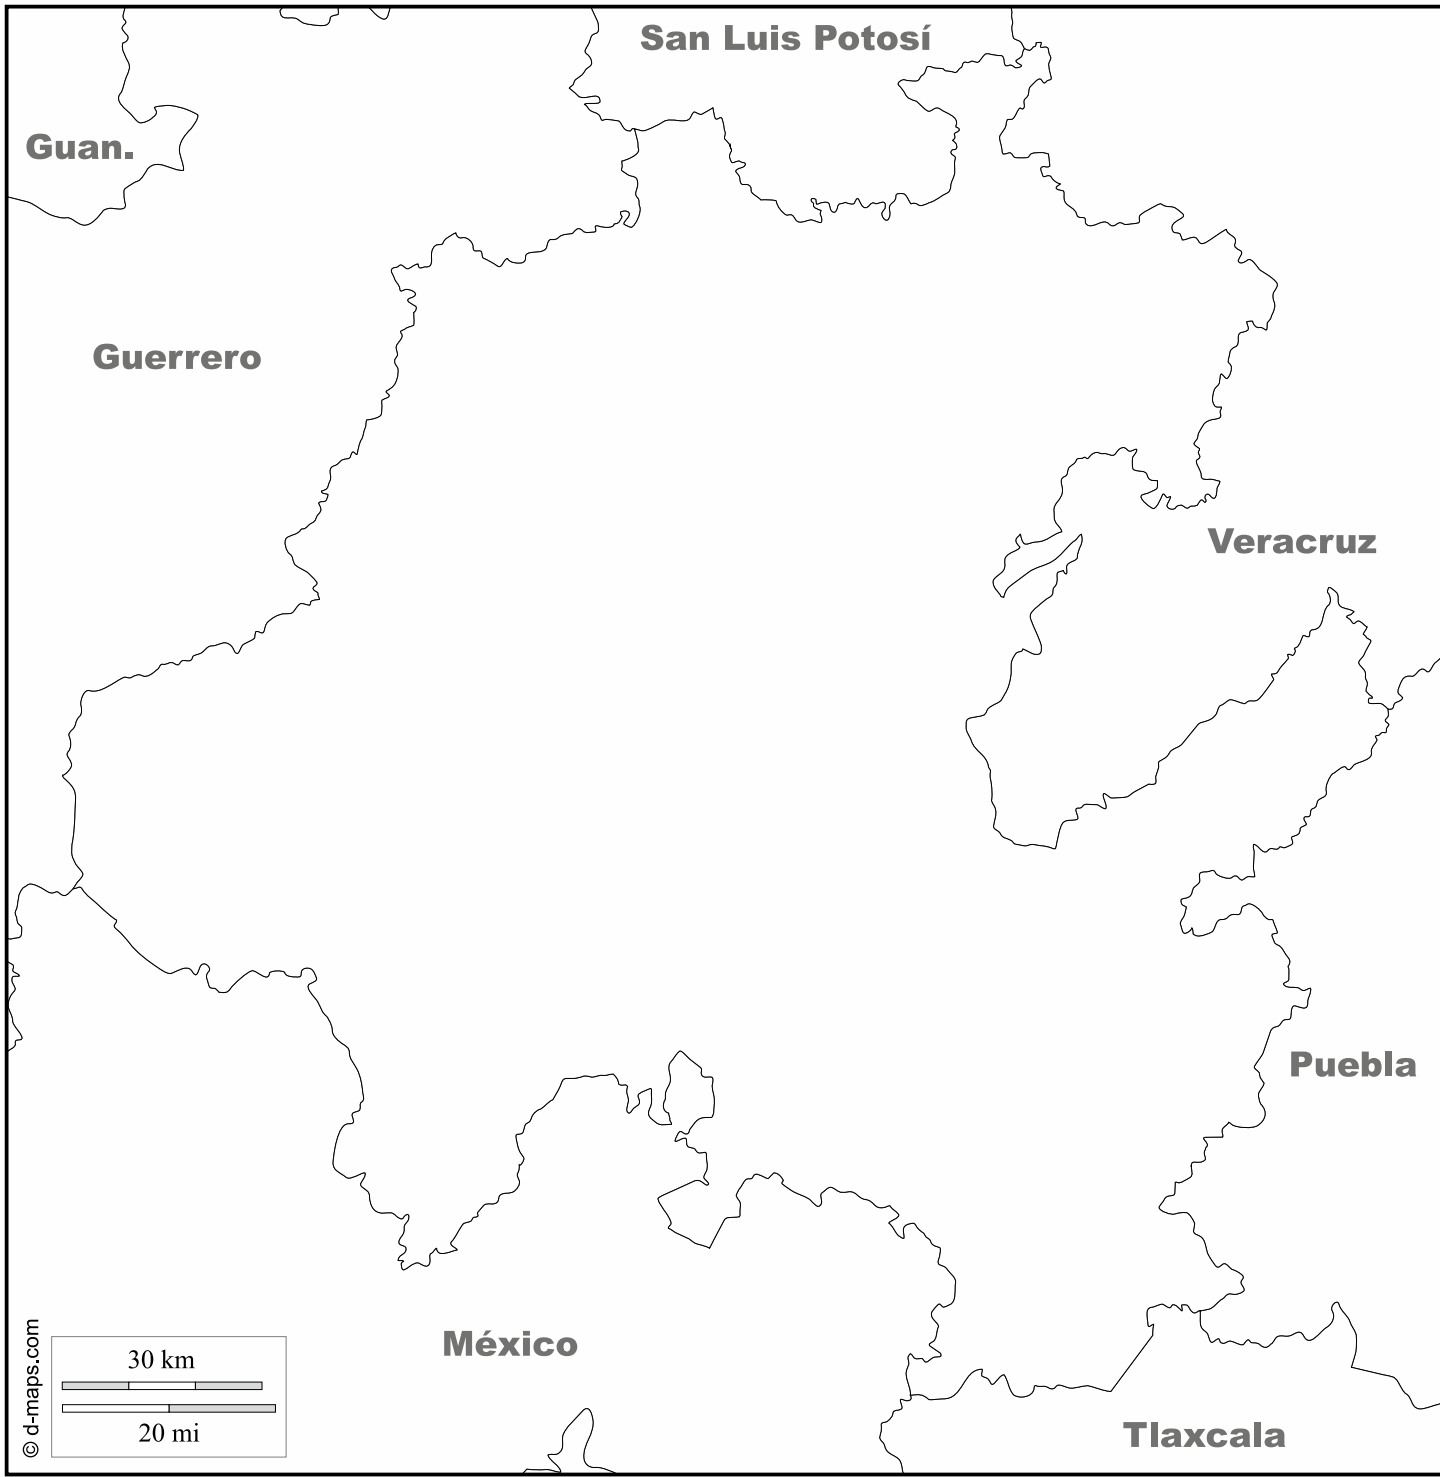 San Luis Potosí
Guan.
Guerrero
Veracruz
Puebla
México
Tlaxcala
30 km
20 mi
© d-maps.com